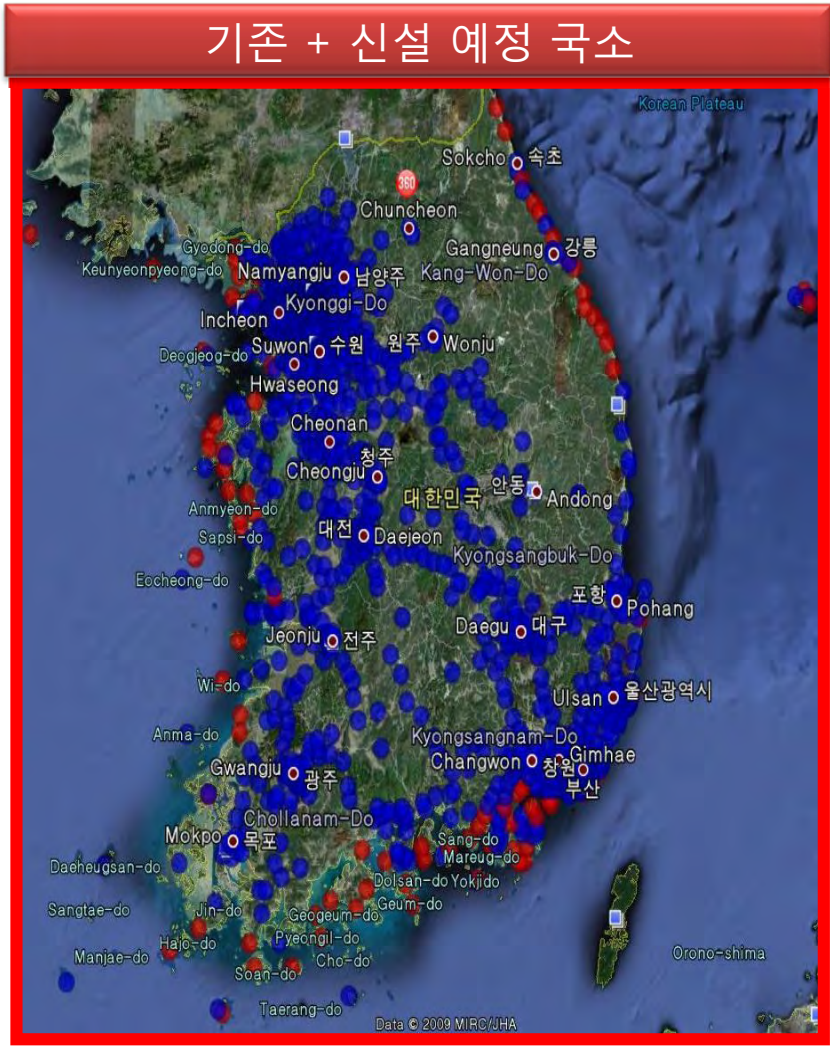 기존 + 신설 예정 국소
Korean Plateau
Sokcho 속초
360
Chuncheon
Gyodong-do
Gangneung 강릉
Keunyeonpyeong-do
Namyangju 남양주
Kang-Won-Do
Kyonggi-Do
Incheon
Deogjeog-do
Suwon 수원
원주 Wonju
Hwaseong
Cheonan
청주
Cheongju
대한민국
안동
Andong
Anmyeon-do
Sapsi-do
대전 Daejeon
Kyongsangbuk-Do
Eocheong-do
포항
Pohang
Jeonju 전주
Daegu 대구
Wi-do
Ulsan 울산광역시
Anma-do
Kyongsangnam-Do
Gwangju 광주
Changwon 창원
Gimhae
부산
Chollanam-Do
Mokpo 목포
Sang-do
Mareug-do
Daeheugsan-do
Dolsan-do
Yokjido
Sangtae-do
Jin-do
Geogeum-do
Geum-do
Hajo-do
Pyeongil-do
Manjae-do
Cho-do
Soan-do
Orono-shima
Taerang-do
Data © 2009 MIRC/JHA